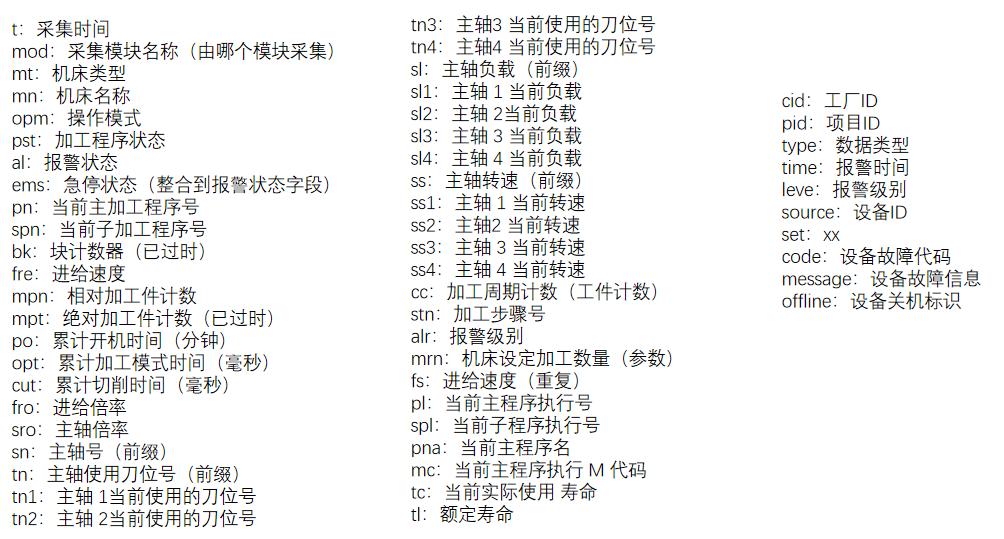 t：采集时间
mod：采集模块名称（由哪个模块采集）
mt：机床类型
mn：机床名称
opm：操作模式
pst：加工程序状态
al：报警状态
ems：急停状态（整合到报警状态字段）
pn：当前主加工程序号
spn：当前子加工程序号
bk：块计数器（已过时）
fre：进给速度
mpn：相对加工件计数
mpt：绝对加工件计数（已过时）
po：累计开机时间（分钟）
opt：累计加工模式时间（毫秒）
cut：累计切削时间（毫秒）
fro：进给倍率
sro：主轴倍率
sn：主轴号（前缀）
tn：主轴使用刀位号（前缀）
tn1：主轴 1当前使用的刀位号
tn2：主轴 2当前使用的刀位号
tn3：主轴3 当前使用的刀位号
tn4：主轴4 当前使用的刀位号
sl：主轴负载（前缀）
sl1：主轴 1 当前负载
sl2：主轴 2当前负载
sl3：主轴 3 当前负载
sl4：主轴 4 当前负载
ss：主轴转速（前缀）
ss1：主轴 1 当前转速
ss2：主轴2 当前转速
ss3：主轴 3 当前转速
ss4：主轴 4 当前转速
cc：加工周期计数（工件计数）
stn：加工步骤号
alr：报警级别
mrn：机床设定加工数量（参数）
fs：进给速度（重复）
pl：当前主程序执行号
spl：当前子程序执行号
pna：当前主程序名
mc：当前主程序执行 M 代码
tc：当前实际使用 寿命
tl：额定寿命
cid：工厂ID
pid：项目ID
type：数据类型
time：报警时间
leve：报警级别
source：设备ID
set：xx
code：设备故障代码
message：设备故障信息
offline：设备关机标识